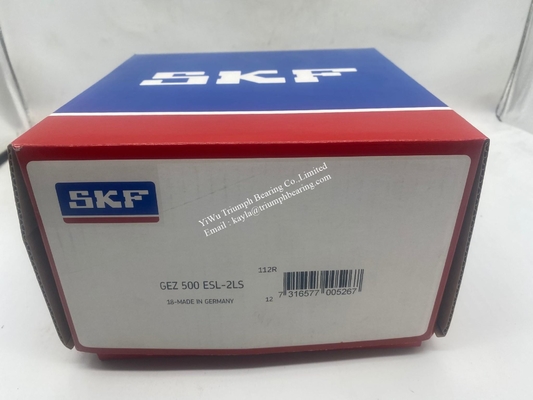 SKF
SKF
YiWu Triumph Bearing Co.,Limited
Email : kayla@triumphbearing.com
GEZ 500 ESL-2LS
18-MADE IN GERMANY
112R
12
7 316577 005267